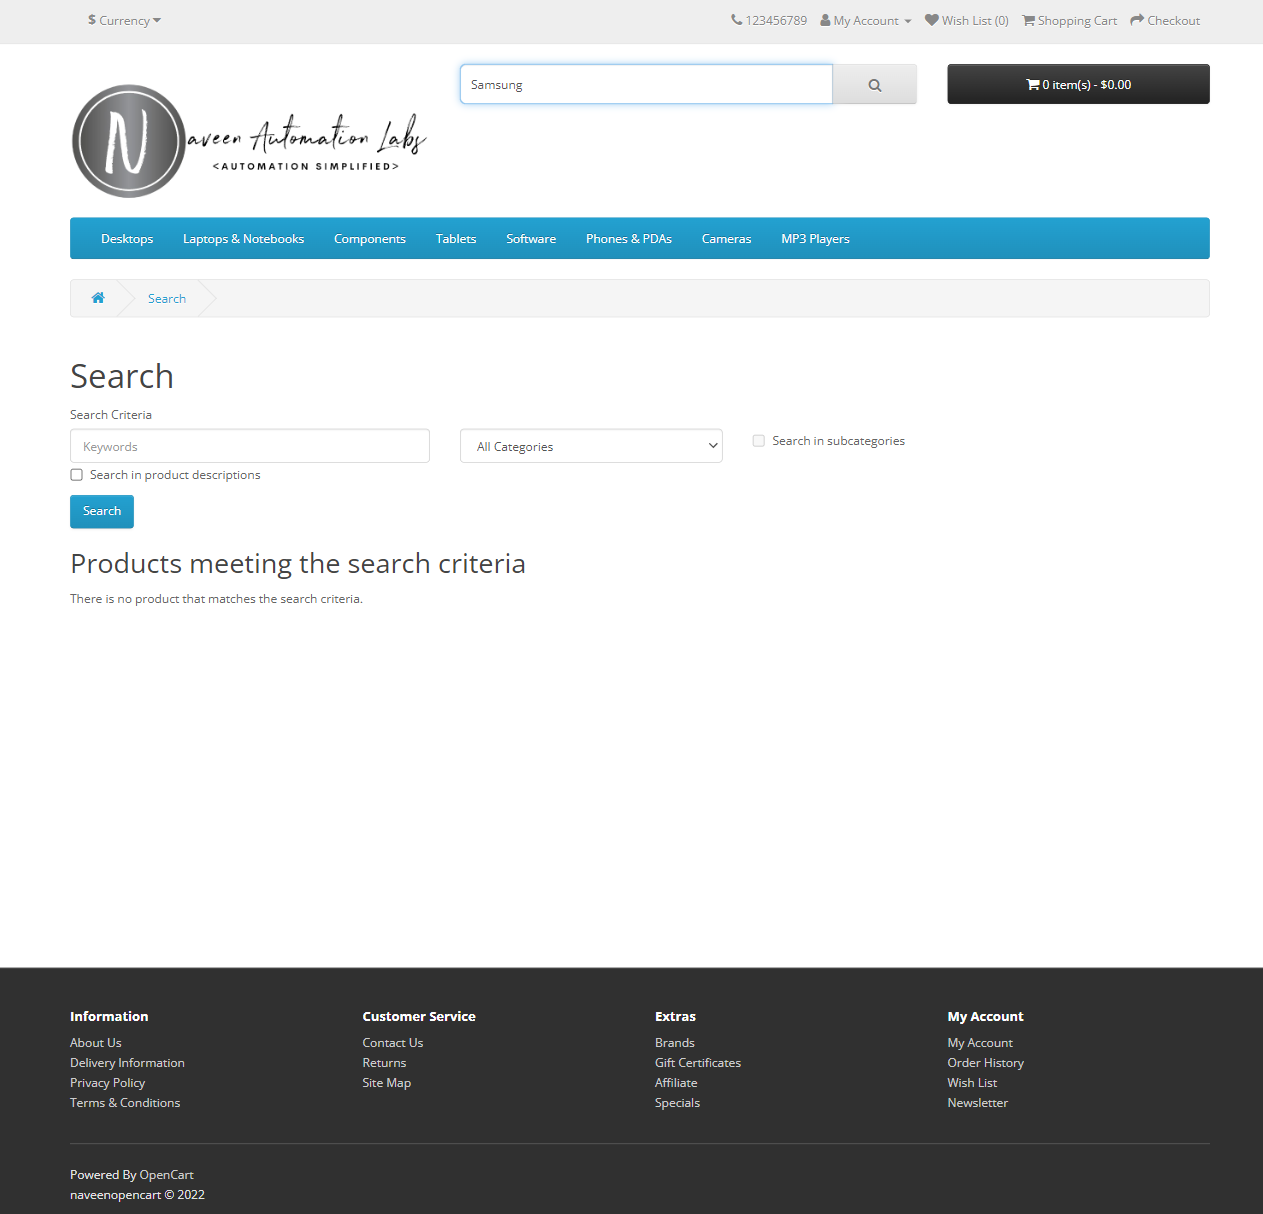 $ Currency
123456789 My Account Wish List (0) Shopping Cart Checkout
Samsung
0 item(s) - $0.00
N
aveen Automation Labs
<AUTOMATION SIMPLIFIED>
Desktops Laptops & Notebooks Components Tablets Software Phones & PDAs Cameras MP3 Players
Search
Search
Search Criteria
Keywords
All Categories
Search in subcategories
Search in product descriptions
Search
Products meeting the search criteria
There is no product that matches the search criteria.
Information
About Us
Delivery Information
Privacy Policy
Terms & Conditions
Customer Service
Contact Us
Returns
Site Map
Extras
Brands
Gift Certificates
Affiliate
Specials
My Account
My Account
Order History
Wish List
Newsletter
Powered By OpenCart
naveenopencart © 2022